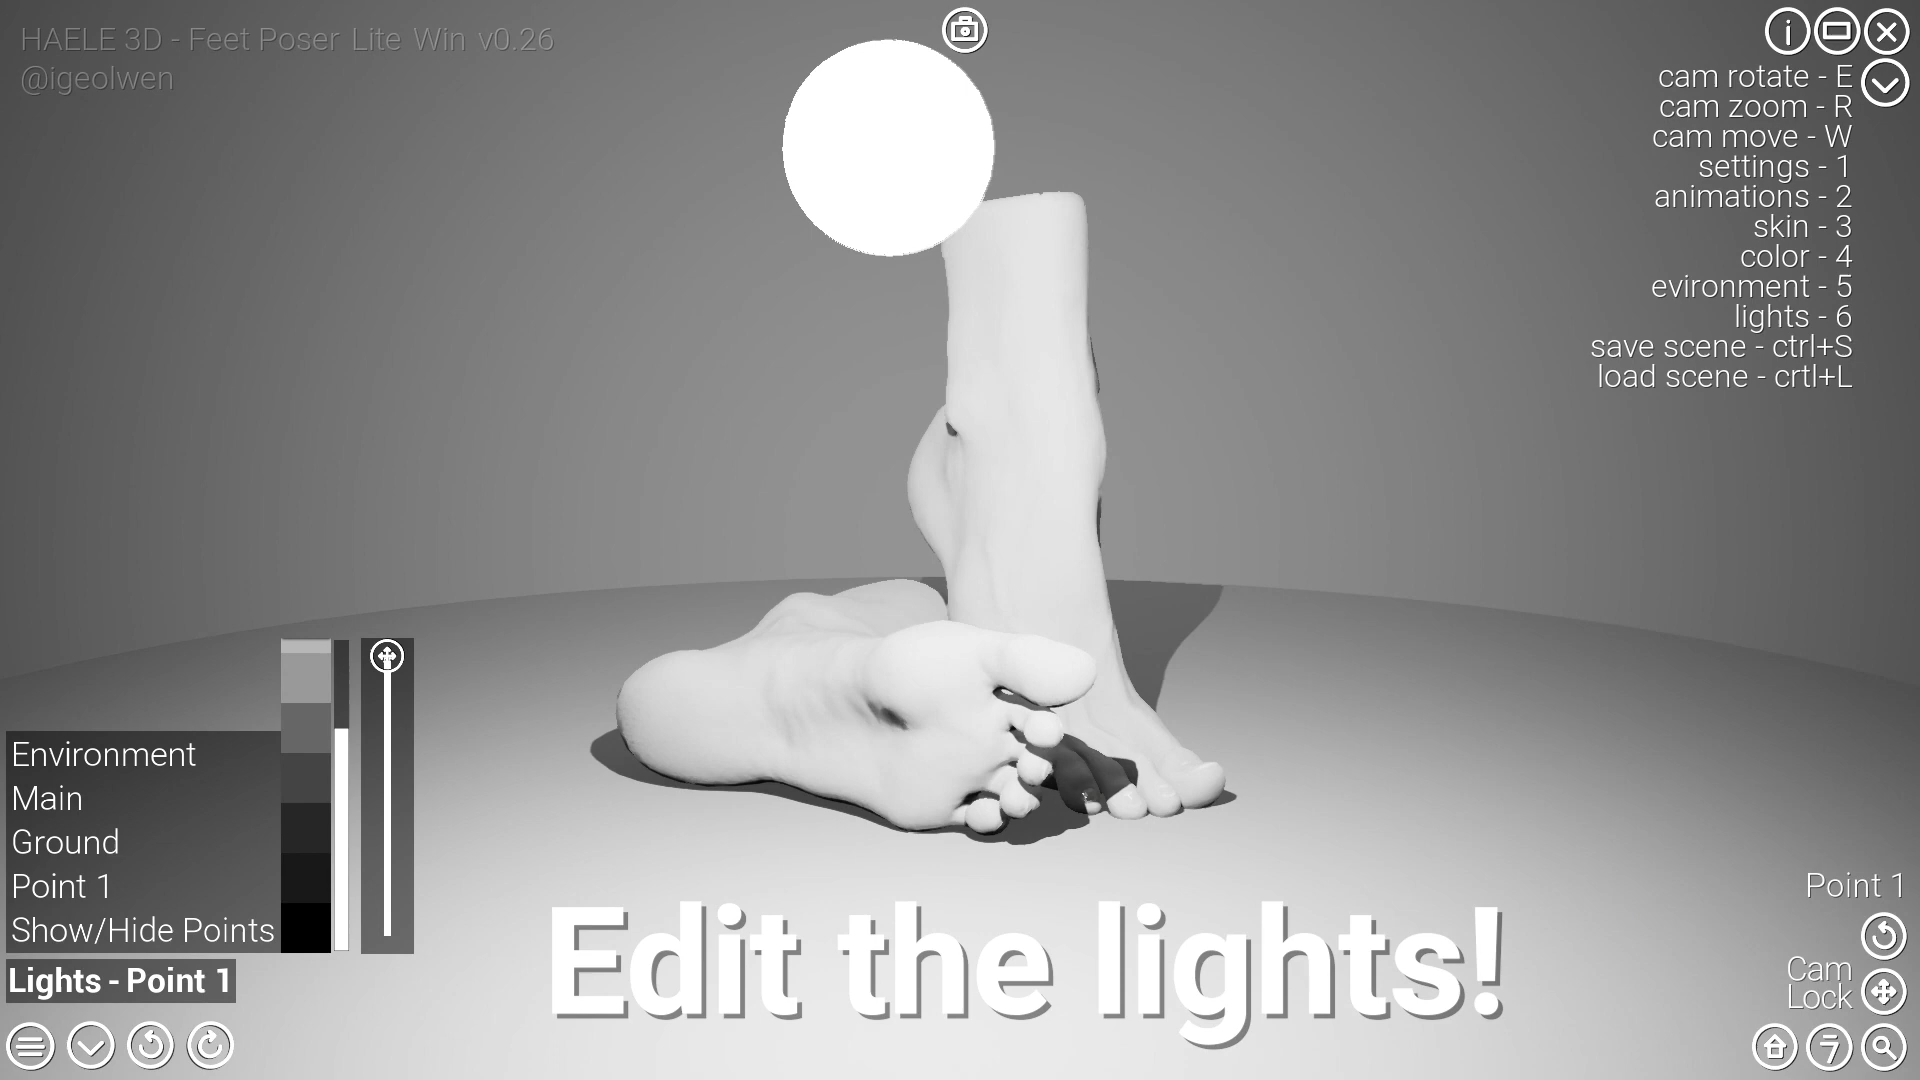 HAELE 3D - Feet Poser Lite Win v0.26
@igeolwen
cam rotate - E
cam zoom - R
cam move - W
settings - 1
animations - 2
skin - 3
color - 4
evironment - 5
lights - 6
save scene - ctrl+S
load scene - crtl+L
Environment
Main
Ground
Point 1
Show/Hide Points
Lights - Point 1
Edit the lights!
Point 1
Cam
Lock